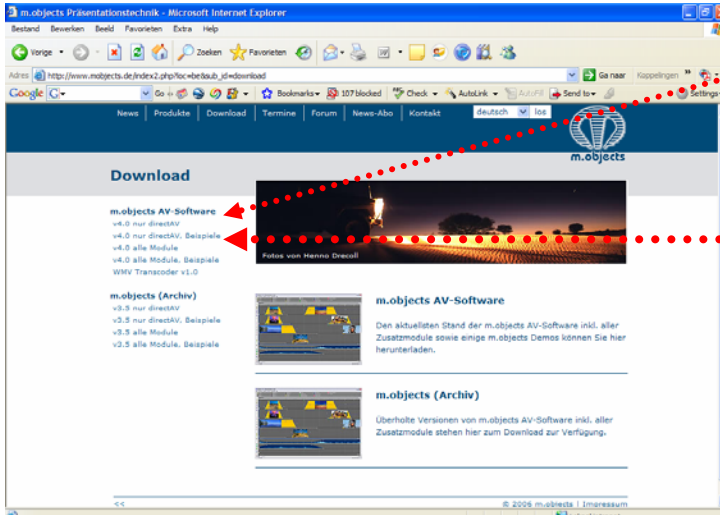 m.objects Präsentationstechnik - Microsoft Internet Explorer
Bestand Bewerken Beeld Favorieten Extra Help
Vorige Zoeken Favorieten
Adres http://www.mobjects.de/index2.php?loc=be&sub_id=download Ga naar Koppelingen »
Google G Go Bookmarks 107 blocked Check AutoLink AutoFill Send to Settings
News Produkte Download Termine Forum News-Abo Kontakt deutsch los
m.objects
Download
m.objects AV-Software
v4.0 nur directAV
v4.0 nur directAV, Beispiele
v4.0 alle Module
v4.0 alle Module, Beispiele
WMV Transcoder v1.0
Fotos von Henno Drecoll
m.objects (Archiv)
v3.5 nur directAV
v3.5 nur directAV, Beispiele
v3.5 alle Module
v3.5 alle Module, Beispiele
m.objects AV-Software
Den aktuellsten Stand der m.objects AV-Software inkl. aller
Zusatzmodule sowie einige m.objects Demos können Sie hier
herunterladen.
m.objects (Archiv)
Überholte Versionen von m.objects AV-Software inkl. aller
Zusatzmodule stehen hier zum Download zur Verfügung.
<<
© 2006 m.objects | Impressum